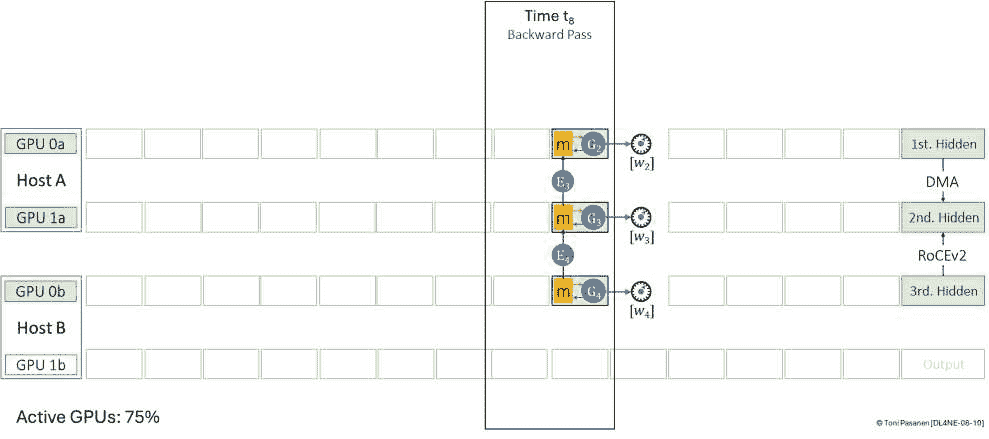 Time t₈
Backward Pass
GPU 0a
m
G₂
[w₂]
1st. Hidden
Host A
E₃
DMA
GPU 1a
m
G₃
[w₃]
2nd. Hidden
E₄
RoCEv2
GPU 0b
m
G₄
[w₄]
3rd. Hidden
Host B
GPU 1b
Output
Active GPUs: 75%
© Toni Pasanen [DL4NE-08-10]